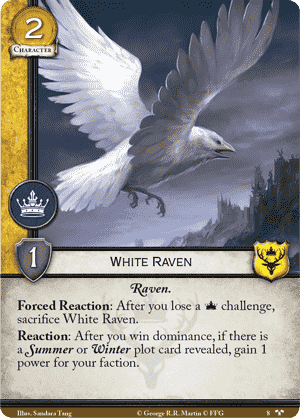 2
CHARACTER
1
WHITE RAVEN
Raven.
Forced Reaction: After you lose a challenge,
sacrifice White Raven.
Reaction: After you win dominance, if there is
a Summer or Winter plot card revealed, gain 1
power for your faction.
Illus. Sandara Tang
© George R.R. Martin © FFG
8